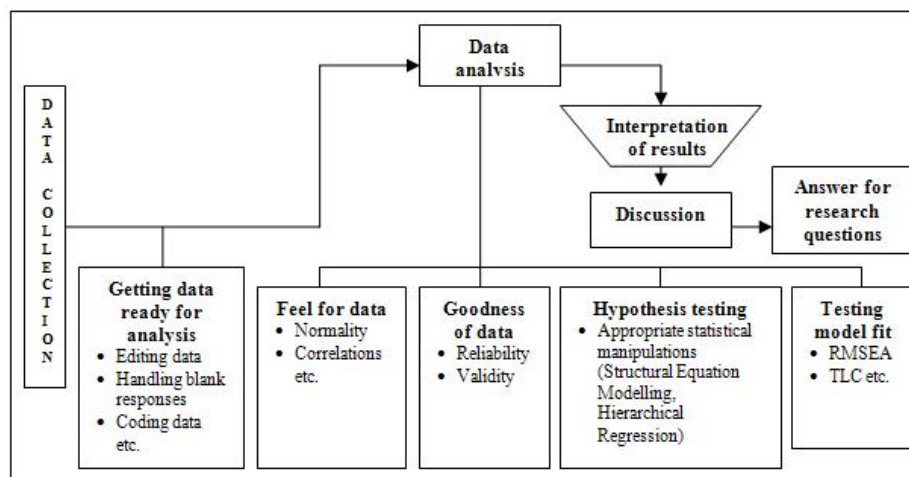 DATA COLLECTION
Data
analysis
Interpretation
of results
Discussion
Answer for
research
questions
Getting data
ready for
analysis
• Editing data
• Handling blank
responses
• Coding data
etc.
Feel for data
• Normality
• Correlations
etc.
Goodness
of data
• Reliability
• Validity
Hypothesis testing
• Appropriate statistical
manipulations
(Structural Equation
Modelling,
Hierarchical
Regression)
Testing
model fit
• RMSEA
• TLC etc.